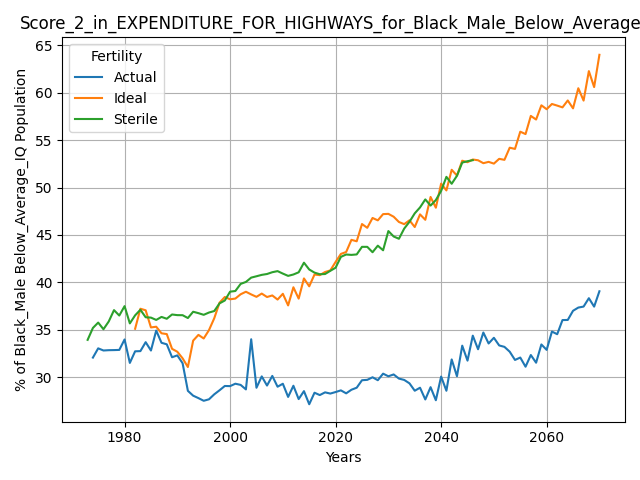 Score_2_in_EXPENDITURE_FOR_HIGHWAYS_for_Black_Male_Below_Average
Fertility
Actual
Ideal
Sterile
% of Black_Male Below_Average_IQ Population
65
60
55
50
45
40
35
30
1980 2000 2020 2040 2060
Years